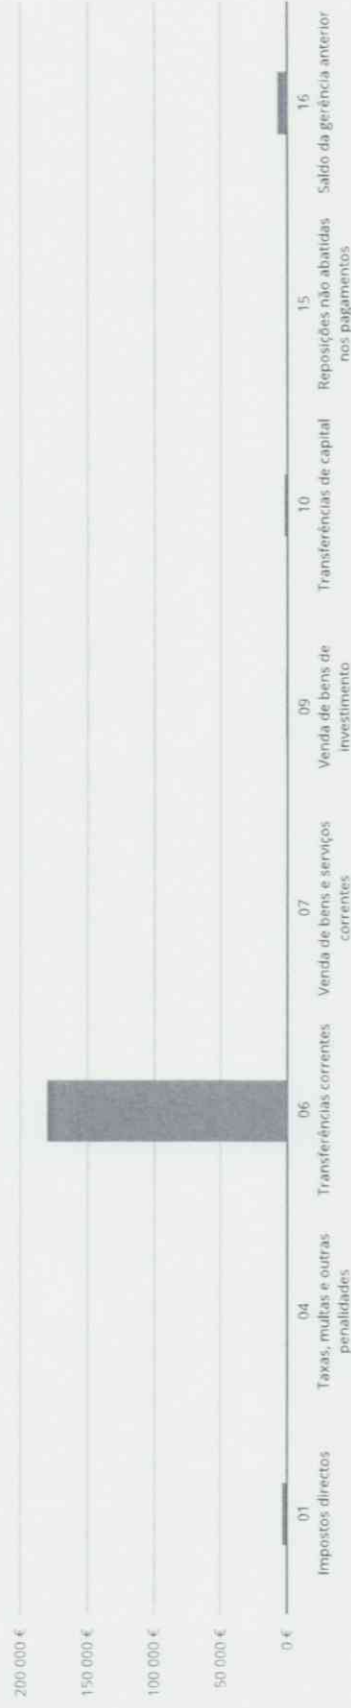 200 000 €
150 000 €
100 000 €
50 000 €
0 €
01
Impostos directos
04
Taxas, multas e outras
penalidades
06
Transferências correntes
07
Venda de bens e serviços
correntes
09
Venda de bens de
investimento
10
Transferências de capital
15
Reposições não abatidas
nos pagamentos
16
Saldo da gerência anterior